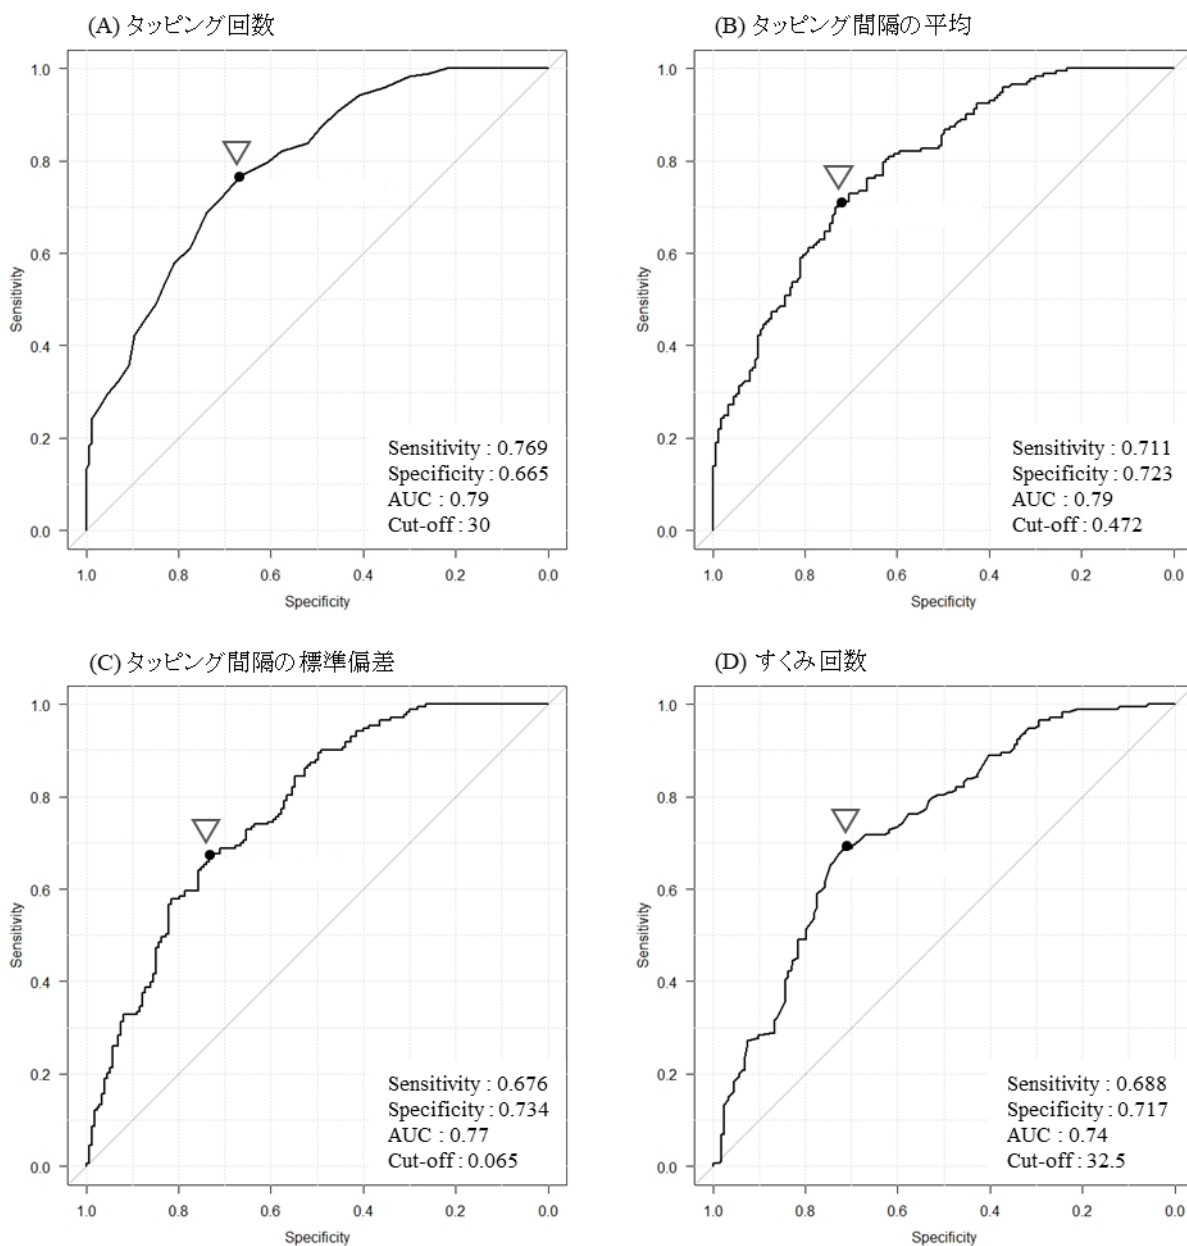 (A) タッピング回数
1.0
0.8
0.6
0.4
0.2
0.0
Sensitivity
Sensitivity : 0.769
Specificity : 0.665
AUC : 0.79
Cut-off : 30
1.0 0.8 0.6 0.4 0.2 0.0
Specificity
(B) タッピング間隔の平均
1.0
0.8
0.6
0.4
0.2
0.0
Sensitivity
Sensitivity : 0.711
Specificity : 0.723
AUC : 0.79
Cut-off : 0.472
1.0 0.8 0.6 0.4 0.2 0.0
Specificity
(C) タッピング間隔の標準偏差
1.0
0.8
0.6
0.4
0.2
0.0
Sensitivity
Sensitivity : 0.676
Specificity : 0.734
AUC : 0.77
Cut-off : 0.065
1.0 0.8 0.6 0.4 0.2 0.0
Specificity
(D) すくみ回数
1.0
0.8
0.6
0.4
0.2
0.0
Sensitivity
Sensitivity : 0.688
Specificity : 0.717
AUC : 0.74
Cut-off : 32.5
1.0 0.8 0.6 0.4 0.2 0.0
Specificity